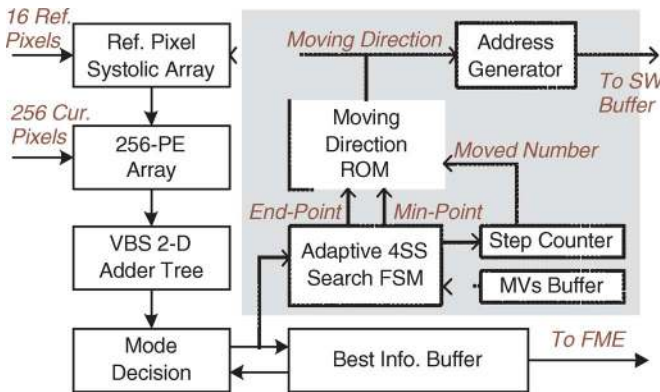 16 Ref.
Pixels
Ref. Pixel
Systolic Array
Moving Direction
Address
Generator
To SW
Buffer
256 Cur.
Pixels
256-PE
Array
Moving
Direction
ROM
Moved Number
End-Point
Min-Point
VBS 2-D
Adder Tree
Adaptive 4SS
Search FSM
Step Counter
MVs Buffer
Mode
Decision
Best Info. Buffer
To FME